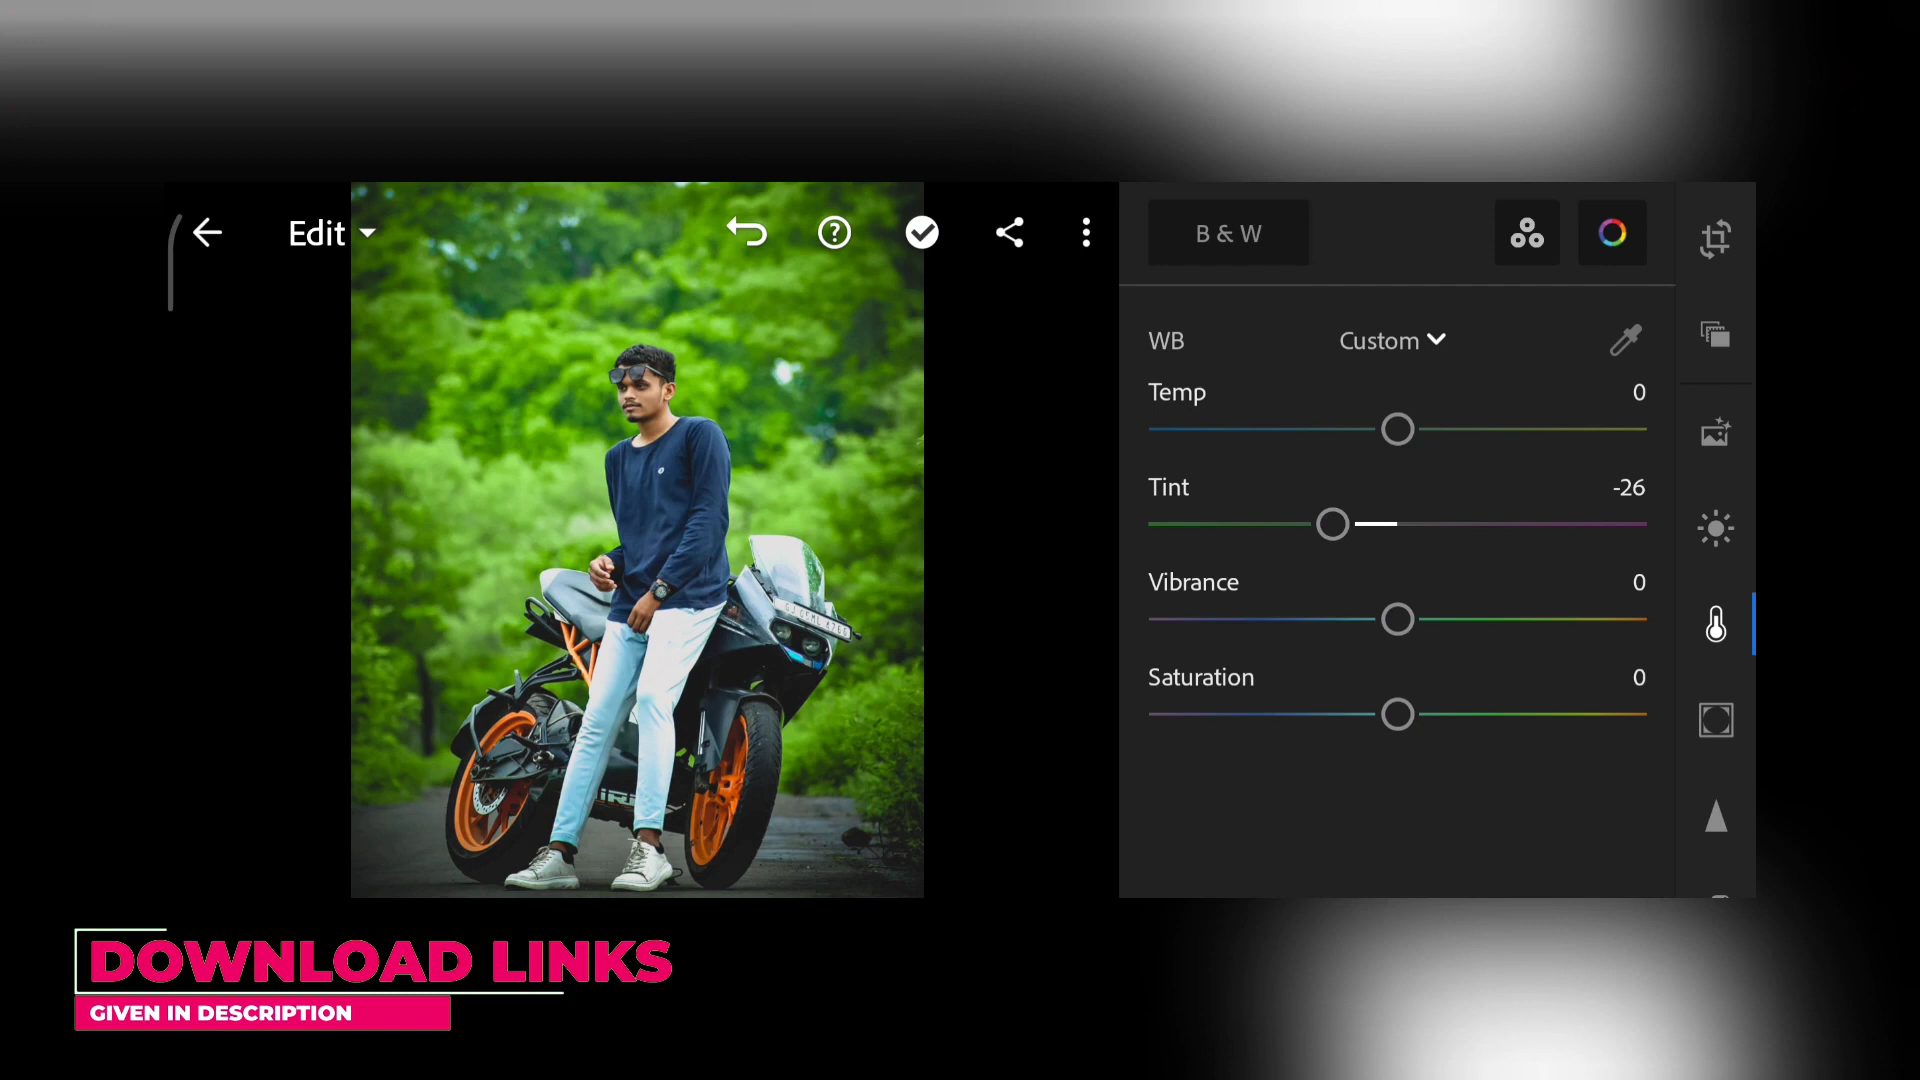 Edit
B & W
WB
Custom
Temp
0
Tint
-26
Vibrance
0
Saturation
0
DOWNLOAD LINKS
GIVEN IN DESCRIPTION